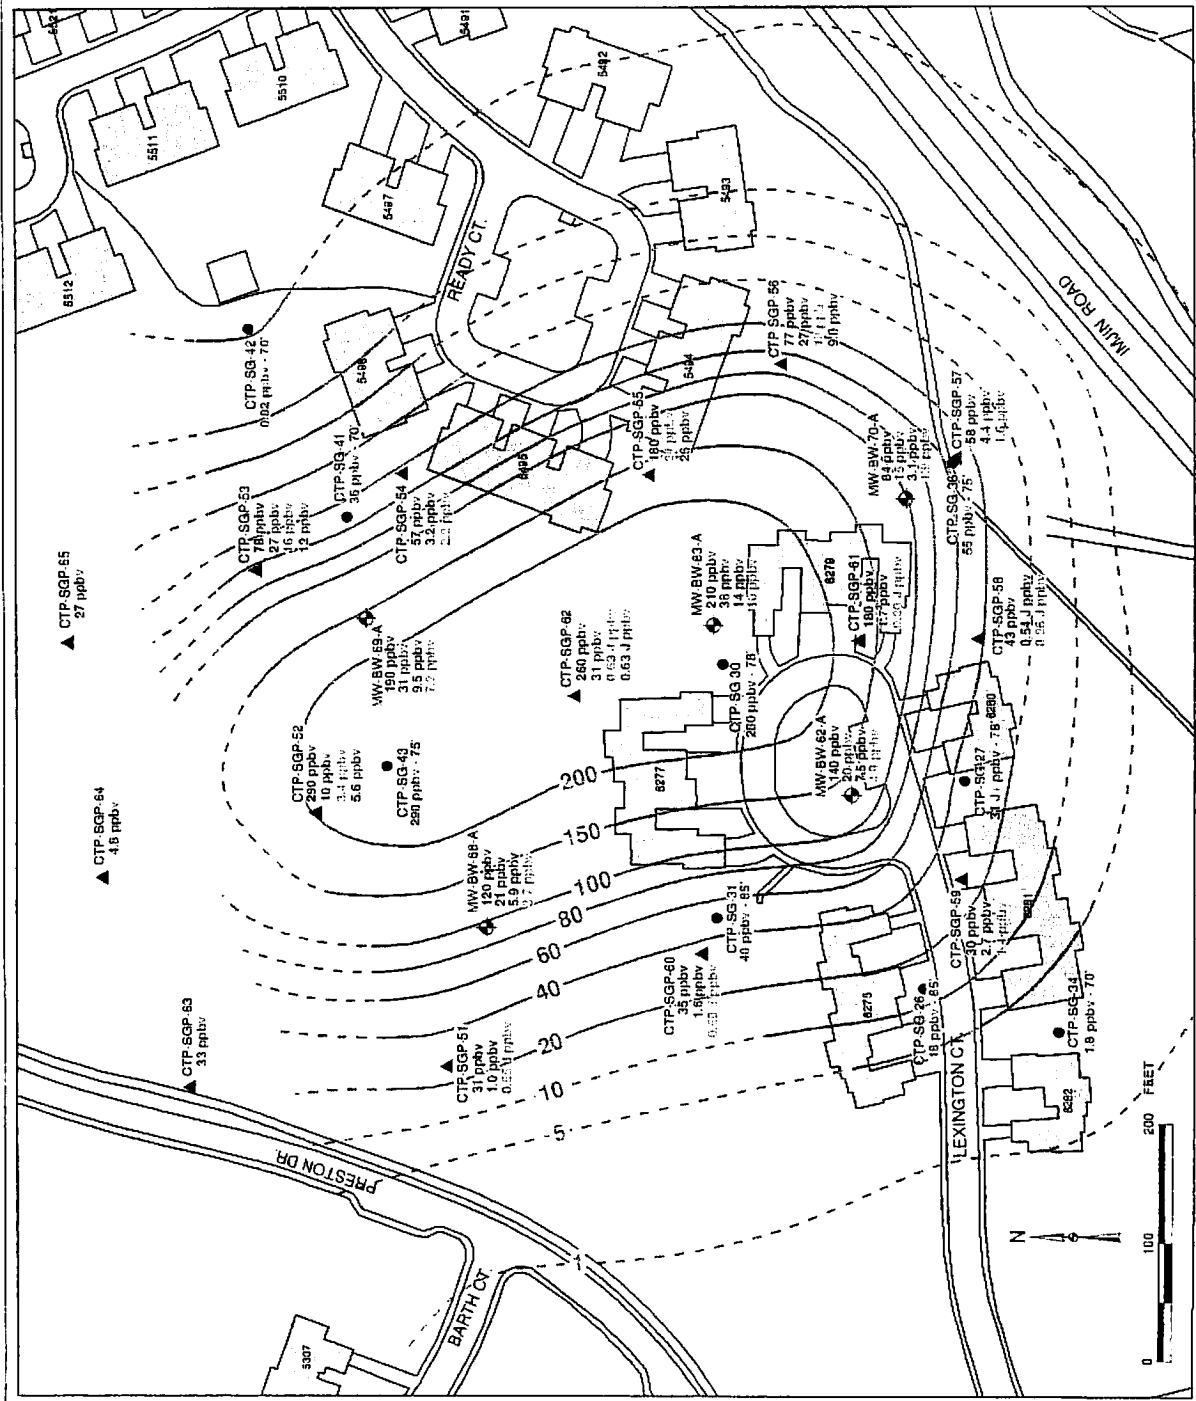 5521
5491
5492
5510
5511
5497
5493
5512
READY CT.
IMJIN ROAD
CTP-SG-42
0.02 ppbv - 70'
5496
CTP-SGP-56
77 ppbv
27 ppbv
9.0 ppbv
5494
CTP-SG-41
36 ppbv - 70'
CTP-SGP-53
78 ppbv
27 ppbv
16 ppbv
12 ppbv
CTP-SGP-54
57 ppbv
3.2 ppbv
5495
CTP-SGP-55
180 ppbv
26 ppbv
MW-BW-70-A
84 ppbv
15 ppbv
3.1 ppbv
CTP-SGP-57
58 ppbv
4.4 ppbv
CTP-SG-36
55 ppbv - 75'
CTP-SGP-65
27 ppbv
MW-BW-69-A
190 ppbv
31 ppbv
9.5 ppbv
CTP-SGP-62
260 ppbv
31 ppbv
0.63 J ppbv
MW-BW-63-A
210 ppbv
36 ppbv
14 ppbv
6279
CTP-SGP-61
180 ppbv
CTP-SGP-58
43 ppbv
0.54 J ppbv
CTP-SG-30
260 ppbv - 78'
CTP-SGP-52
290 ppbv
10 ppbv
3.4 ppbv
5.6 ppbv
CTP-SG-43
290 ppbv - 75'
6277
MW-BW-62-A
140 ppbv
20 ppbv
7.5 ppbv
6280
CTP-SG-27
CTP-SGP-64
4.8 ppbv
MW-BW-68-A
120 ppbv
21 ppbv
5.9 ppbv
200
150
100
80
60
40
20
10
5
1
CTP-SG-31
40 ppbv - 85'
CTP-SGP-59
30 ppbv
2.7 ppbv
6281
CTP-SGP-60
35 ppbv
CTP-SGP-63
33 ppbv
CTP-SGP-51
31 ppbv
1.0 ppbv
6275
CTP-SG-26
18 ppbv - 85'
CTP-SG-34
1.8 ppbv - 70'
6282
LEXINGTON CT.
PRESTON DR.
BARTH CT.
5307
N
0 100 200
FEET